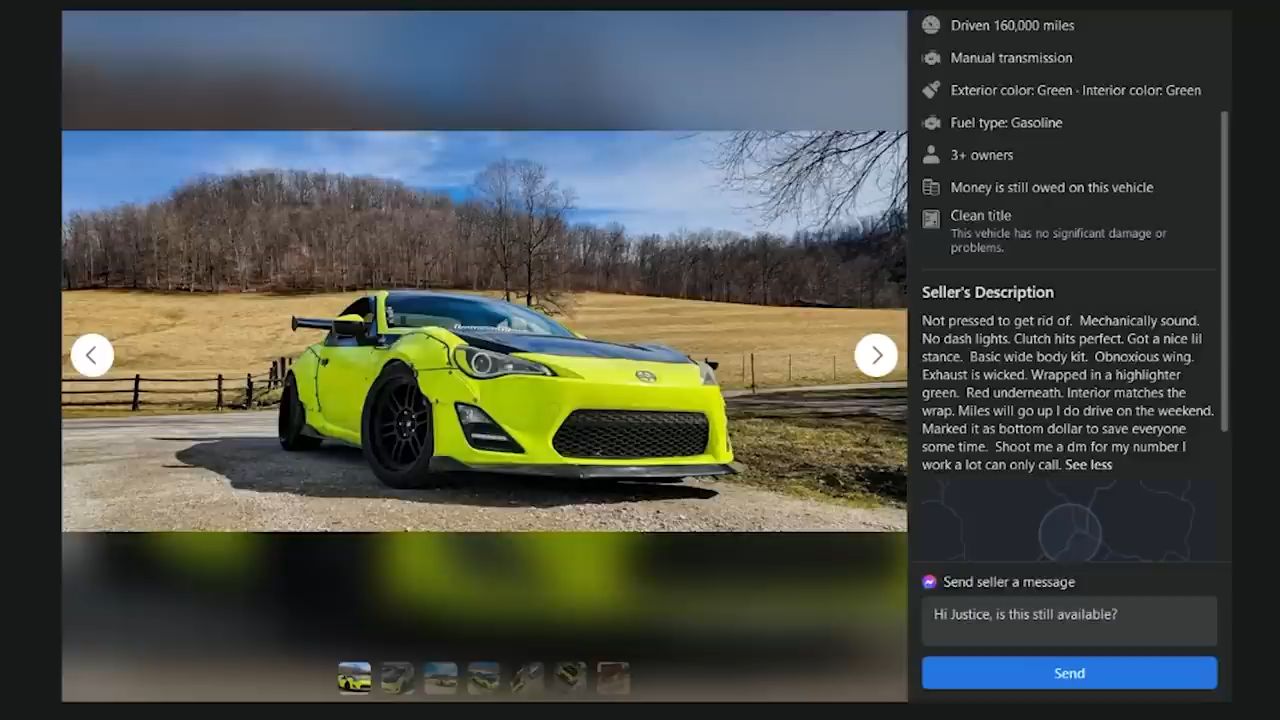 Driven 160,000 miles
Manual transmission
Exterior color: Green · Interior color: Green
Fuel type: Gasoline
3+ owners
Money is still owed on this vehicle
Clean title
This vehicle has no significant damage or
problems.
Seller's Description
Not pressed to get rid of. Mechanically sound.
No dash lights. Clutch hits perfect. Got a nice lil
stance. Basic wide body kit. Obnoxious wing.
Exhaust is wicked. Wrapped in a highlighter
green. Red underneath. Interior matches the
wrap. Miles will go up I do drive on the weekend.
Marked it as bottom dollar to save everyone
some time. Shoot me a dm for my number I
work a lot can only call. See less
Send seller a message
Hi Justice, is this still available?
Send